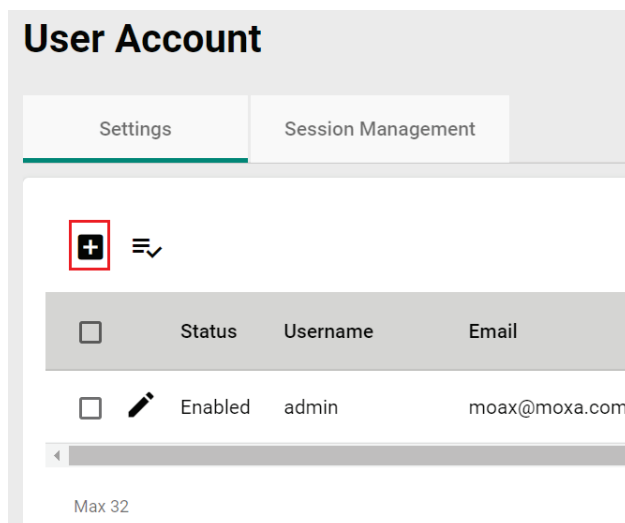 User Account
Settings Session Management
Status Username Email
Enabled admin moax@moxa.com
Max 32